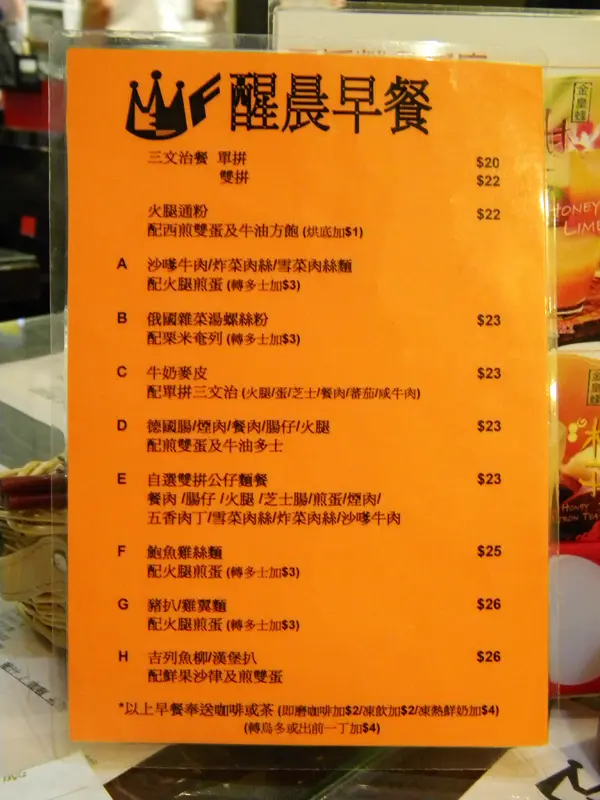 F 醒晨早餐
三文治餐 單拼 $20
雙拼 $22
火腿通粉 $22
配西煎雙蛋及牛油方飽 (烘底加$1)
A 沙嗲牛肉/炸菜肉絲/雪菜肉絲麵
配火腿煎蛋 (轉多士加$3)
B 俄國雜菜湯螺絲粉 $23
配栗米奄列 (轉多士加$3)
C 牛奶麥皮 $23
配單拼三文治 (火腿/蛋/芝士/餐肉/蕃茄/咸牛肉)
D 德國腸/煙肉/餐肉/腸仔/火腿 $23
配煎雙蛋及牛油多士
E 自選雙拼公仔麵餐 $23
餐肉 /腸仔 /火腿 /芝士腸/煎蛋/煙肉/
五香肉丁/雪菜肉絲/炸菜肉絲/沙嗲牛肉
F 鮑魚雞絲麵 $25
配火腿煎蛋 (轉多士加$3)
G 豬扒/雞翼麵 $26
配火腿煎蛋 (轉多士加$3)
H 吉列魚柳/漢堡扒 $26
配鮮果沙律及煎雙蛋
*以上早餐奉送咖啡或茶 (即磨咖啡加$2/凍飲加$2/凍熱鮮奶加$4)
(轉烏冬或出前一丁加$4)
金皇蜂
HONEY
LIME
金皇蜂
HONEY